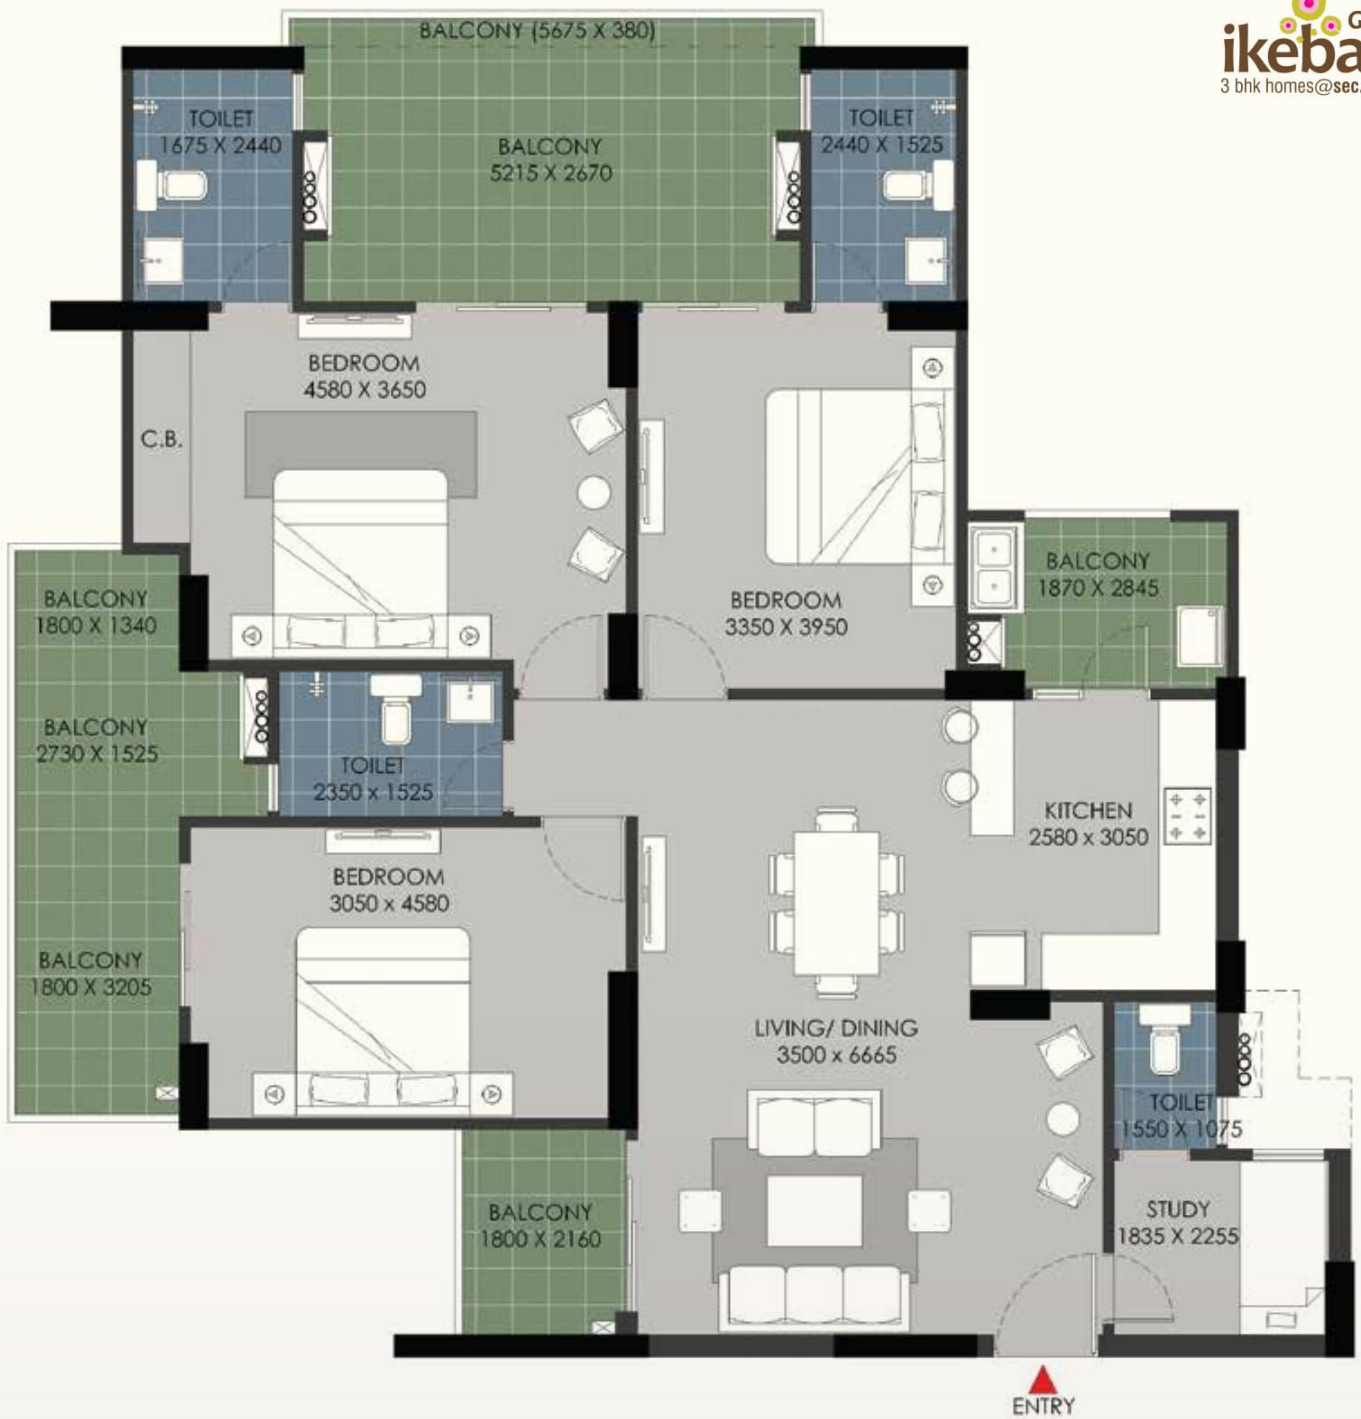 BALCONY (5675 X 380)
ikeba
3 bhk homes@sec.
TOILET
1675 X 2440
BALCONY
5215 X 2670
TOILET
2440 X 1525
BEDROOM
4580 X 3650
C.B.
BEDROOM
3350 X 3950
BALCONY
1870 X 2845
BALCONY
1800 X 1340
BALCONY
2730 X 1525
TOILET
2350 x 1525
KITCHEN
2580 x 3050
BEDROOM
3050 x 4580
BALCONY
1800 X 3205
LIVING/ DINING
3500 x 6665
TOILET
1550 X 1075
BALCONY
1800 X 2160
STUDY
1835 X 2255
ENTRY